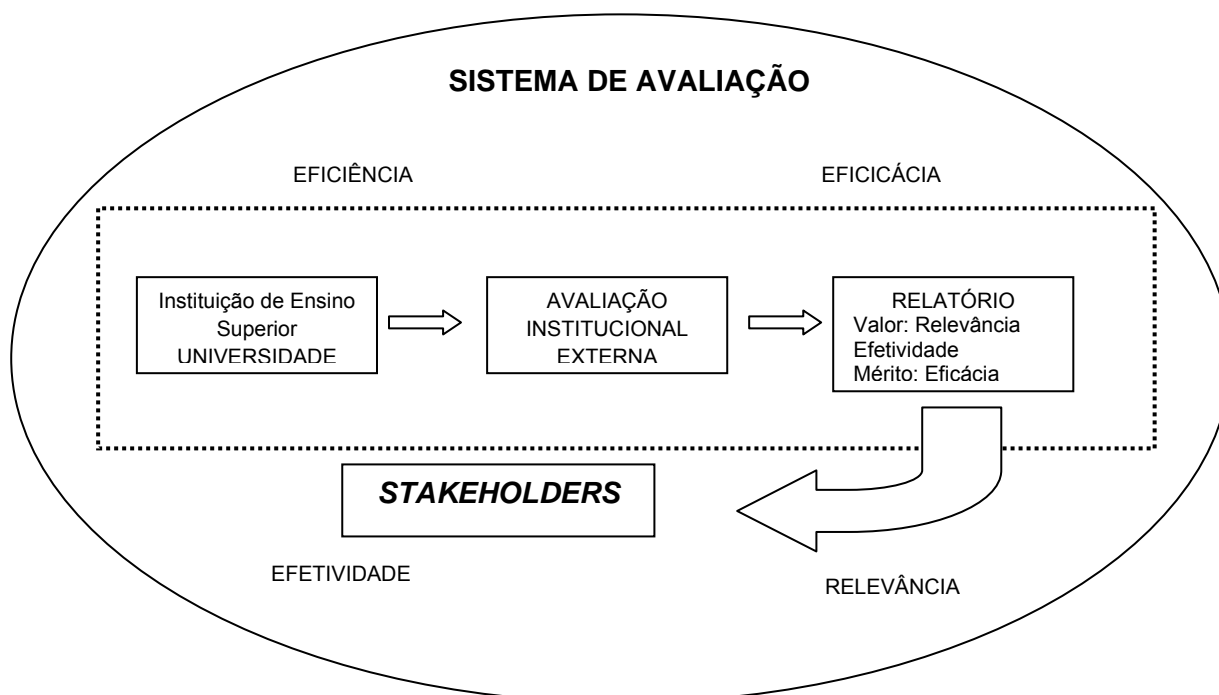 SISTEMA DE AVALIAÇÃO
EFICIÊNCIA
EFICICÁCIA
Instituição de Ensino
Superior
UNIVERSIDADE
AVALIAÇÃO
INSTITUCIONAL
EXTERNA
RELATÓRIO
Valor: Relevância
Efetividade
Mérito: Eficácia
STAKEHOLDERS
EFETIVIDADE
RELEVÂNCIA